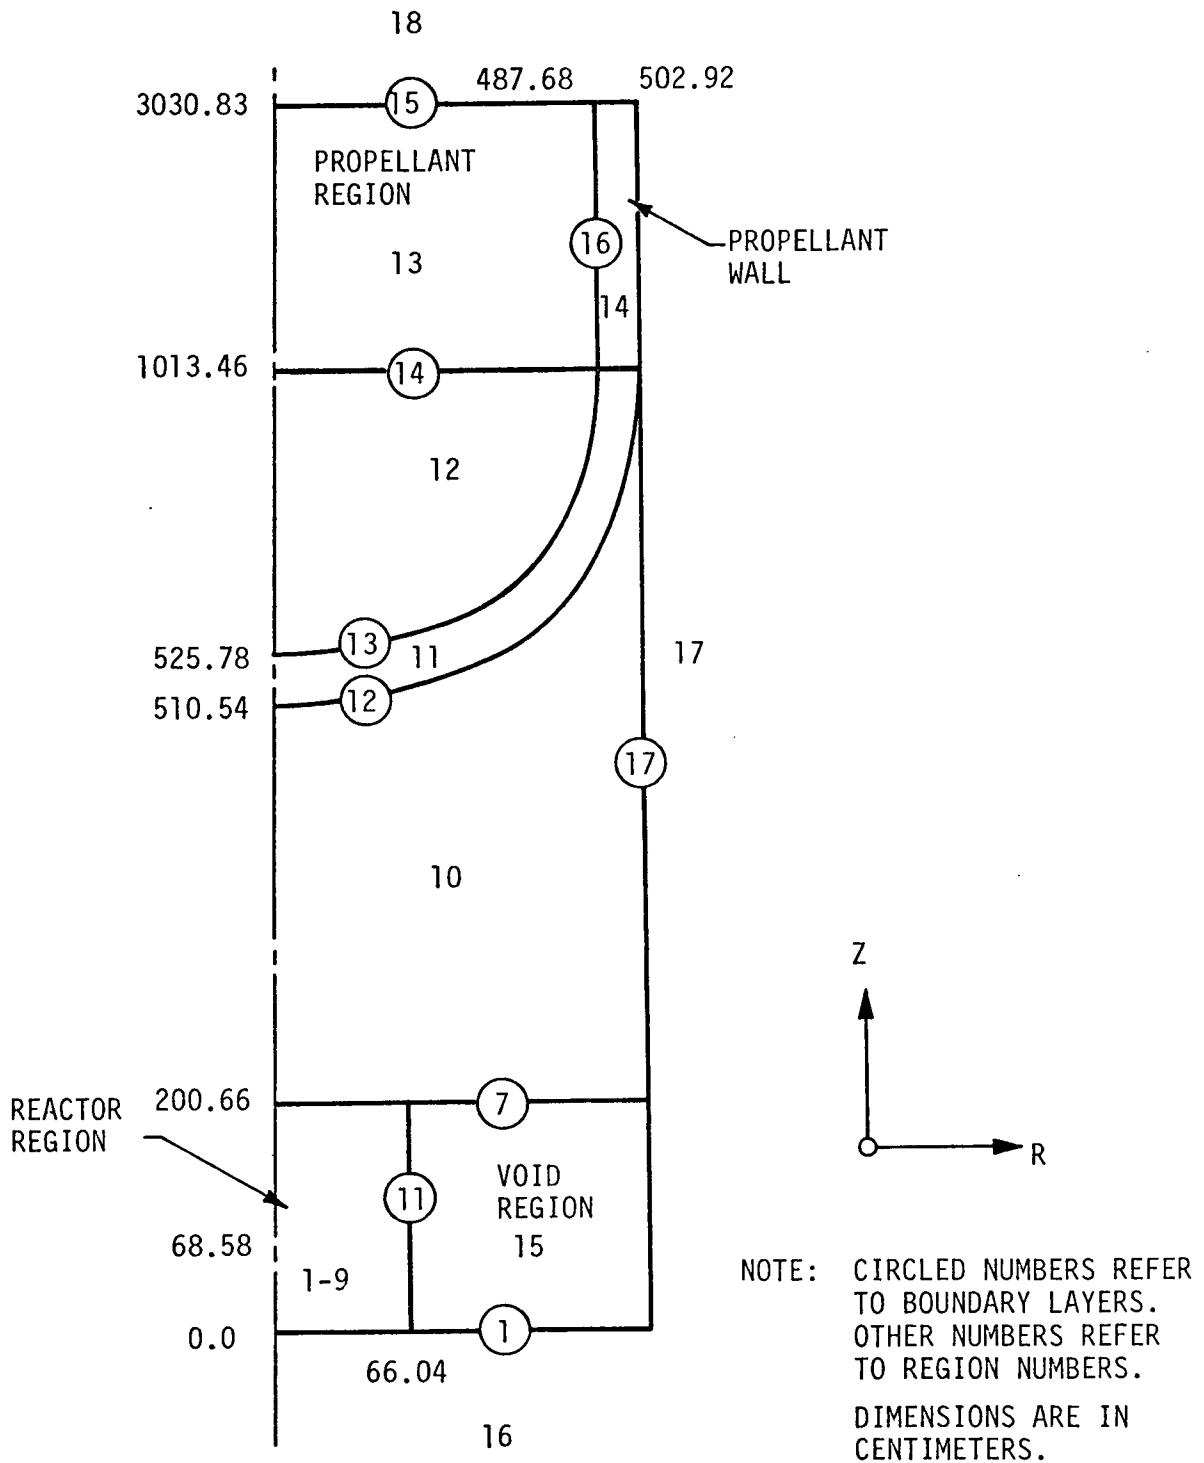 18
487.68 502.92
3030.83 15
PROPELLANT
REGION
16
PROPELLANT
WALL
13
14
1013.46 14
12
13
525.78 11 17
510.54 12
17
10
Z
REACTOR
REGION
200.66 7
R
11
VOID
REGION
68.58 15
1-9
0.0 1
66.04
16
NOTE: CIRCLED NUMBERS REFER
TO BOUNDARY LAYERS.
OTHER NUMBERS REFER
TO REGION NUMBERS.
DIMENSIONS ARE IN
CENTIMETERS.